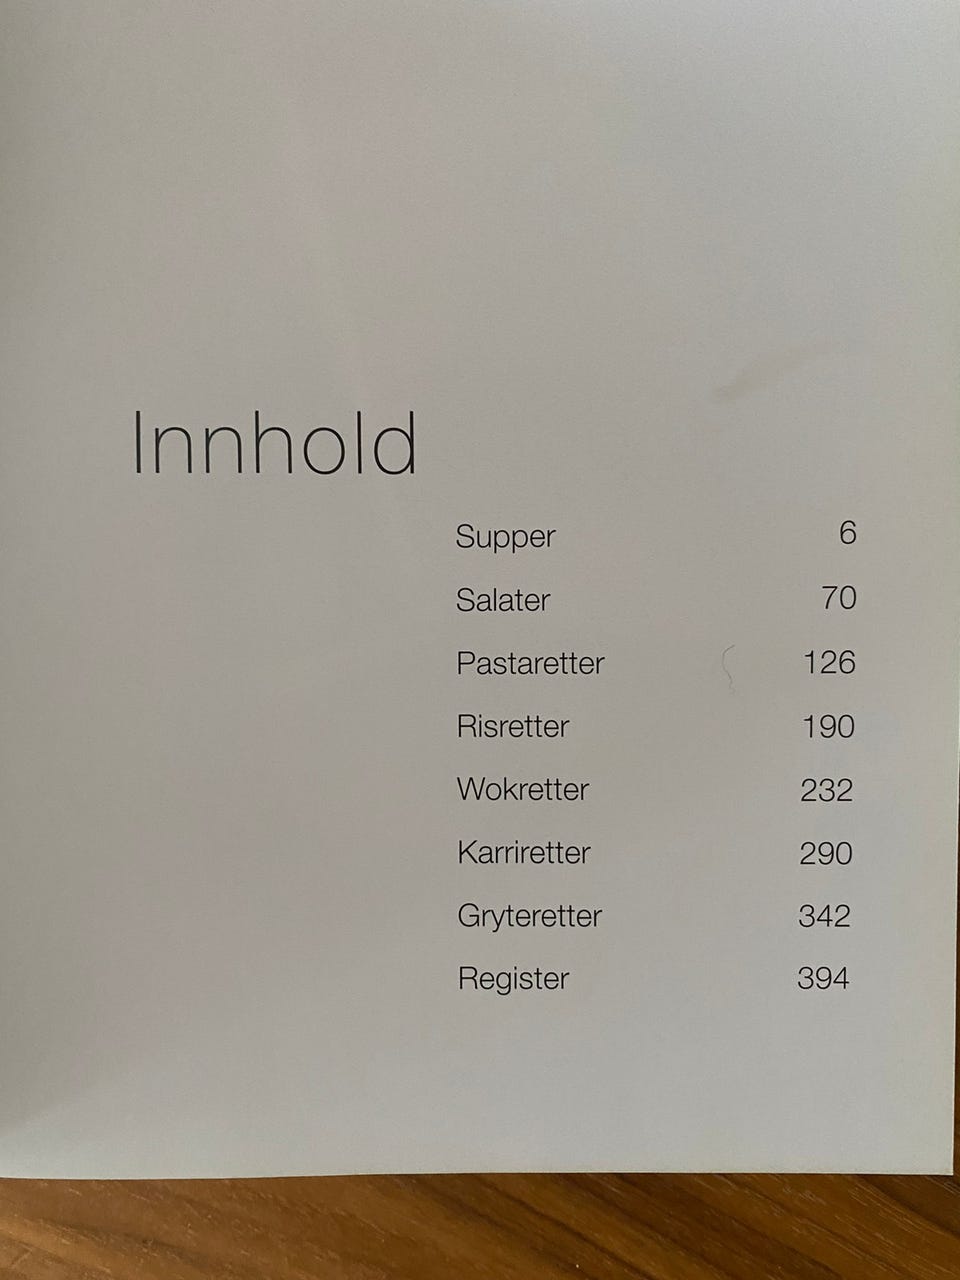 Innhold
Supper 6
Salater 70
Pastaretter 126
Risretter 190
Wokretter 232
Karriretter 290
Gryteretter 342
Register 394